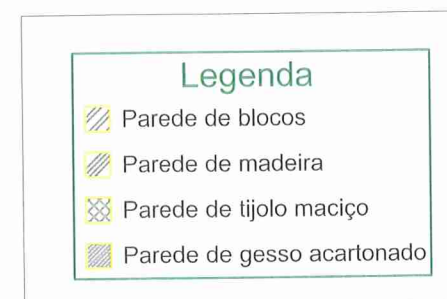 Legenda
Parede de blocos
Parede de madeira
Parede de tijolo maciço
Parede de gesso acartonado